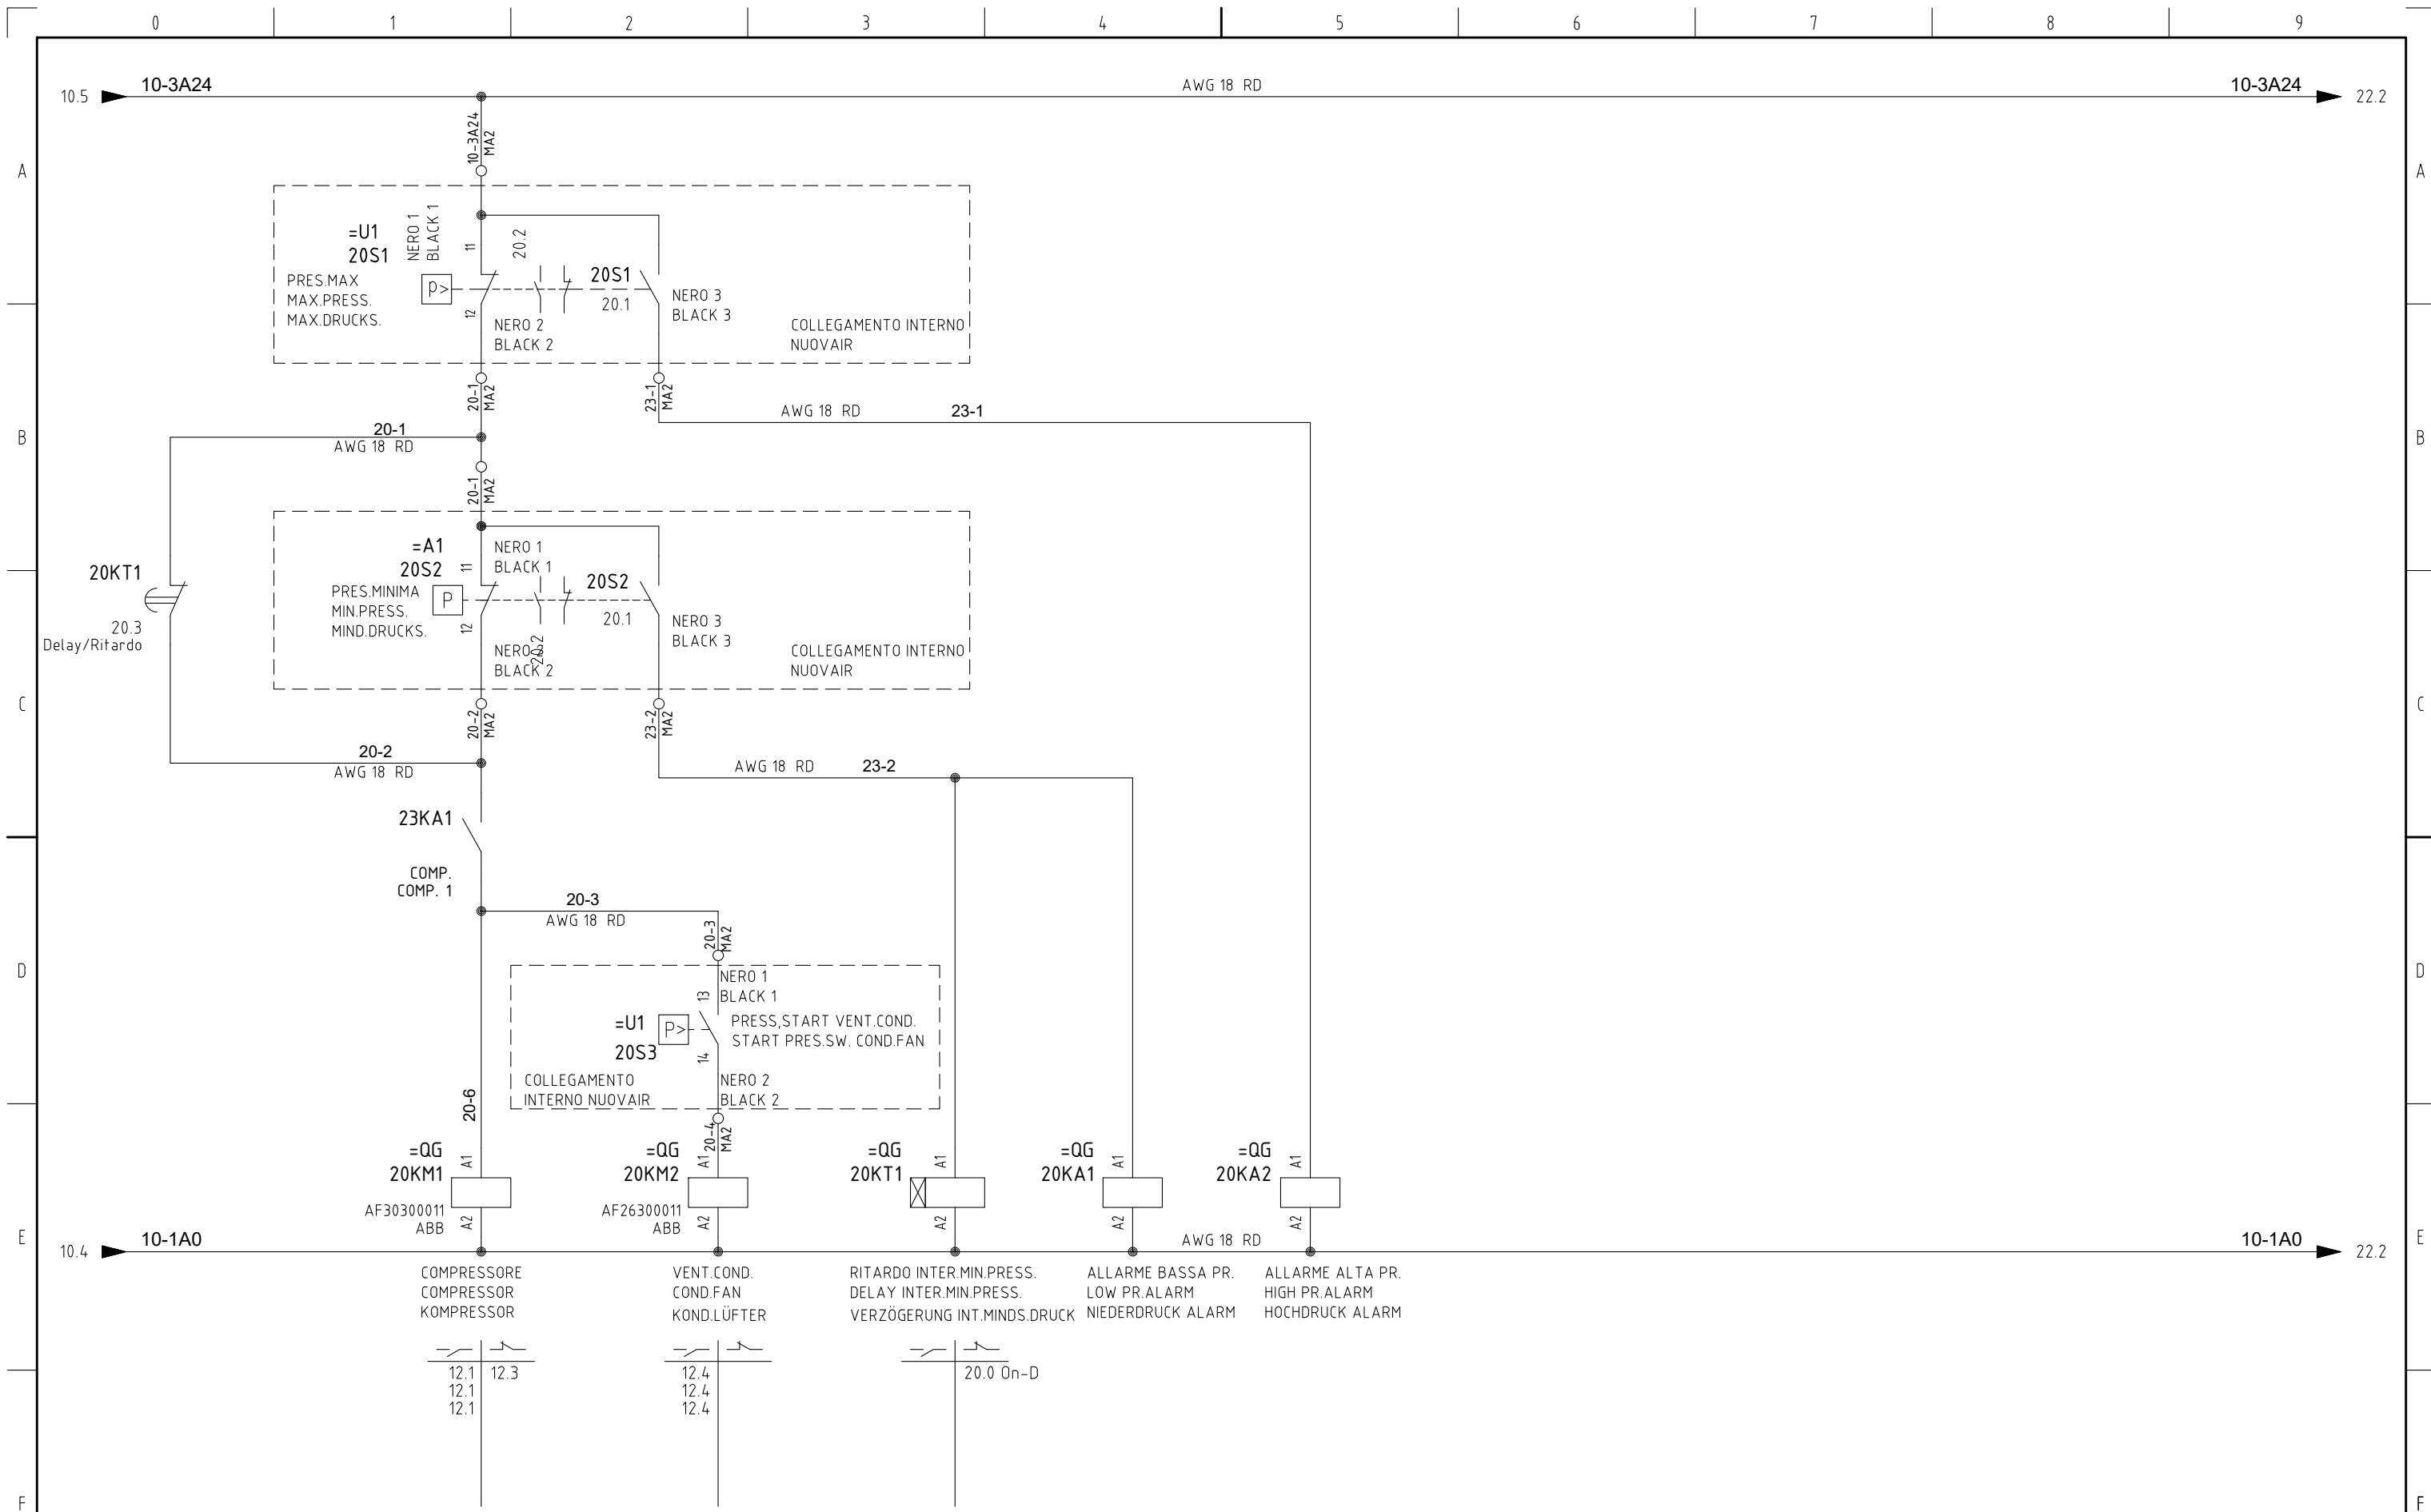 0 1 2 3 4 5 6 7 8 9
10.5 10-3A24 AWG 18 RD 10-3A24 22.2
10-3A24
MA2
A A
=U1
20S1
NERO 1
BLACK 1
11
20.2
PRES.MAX
MAX.PRESS.
MAX.DRUCKS.
p>
12
20S1
20.1
NERO 3
BLACK 3
NERO 2
BLACK 2
COLLEGAMENTO INTERNO
NUOVAIR
20-1
MA2
23-1
MA2
AWG 18 RD 23-1
B B
20-1
AWG 18 RD
20-1
MA2
=A1
20S2
11
NERO 1
BLACK 1
20KT1
20.3
Delay/Ritardo
PRES.MINIMA
MIN.PRESS.
MIND.DRUCKS.
P
12
20S2
20.1
NERO 3
BLACK 3
NERO 2
BLACK 2
20.2
COLLEGAMENTO INTERNO
NUOVAIR
C C
20-2
MA2
23-2
MA2
20-2
AWG 18 RD
AWG 18 RD 23-2
23KA1
COMP.
COMP. 1
20-3
AWG 18 RD
20-3
MA2
D D
NERO 1
BLACK 1
13
=U1
20S3
P>
14
PRESS,START VENT.COND.
START PRES.SW. COND.FAN
COLLEGAMENTO
INTERNO NUOVAIR
NERO 2
BLACK 2
20-6
20-4
MA2
=QG
20KM1
A1
AF30300011
ABB
A2
=QG
20KM2
A1
AF26300011
ABB
A2
=QG
20KT1
A1
A2
=QG
20KA1
A1
A2
=QG
20KA2
A1
A2
E E
10.4 10-1A0 AWG 18 RD 10-1A0 22.2
COMPRESSORE
COMPRESSOR
KOMPRESSOR
VENT.COND.
COND.FAN
KOND.LÜFTER
RITARDO INTER.MIN.PRESS.
DELAY INTER.MIN.PRESS.
VERZÖGERUNG INT.MINDS.DRUCK
ALLARME BASSA PR.
LOW PR.ALARM
NIEDERDRUCK ALARM
ALLARME ALTA PR.
HIGH PR.ALARM
HOCHDRUCK ALARM
12.1 12.3
12.1
12.1
12.4
12.4
12.4
20.0 On-D
F F